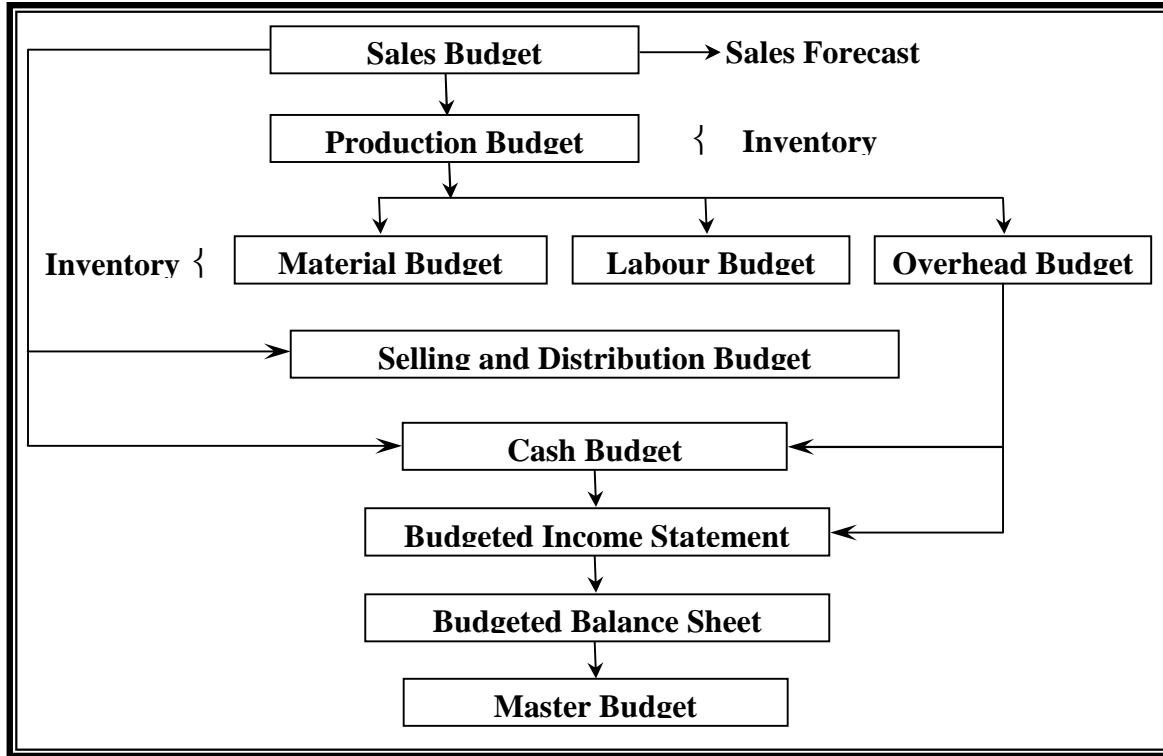 Sales Budget
Sales Forecast
Production Budget
{ Inventory
Inventory {
Material Budget
Labour Budget
Overhead Budget
Selling and Distribution Budget
Cash Budget
Budgeted Income Statement
Budgeted Balance Sheet
Master Budget